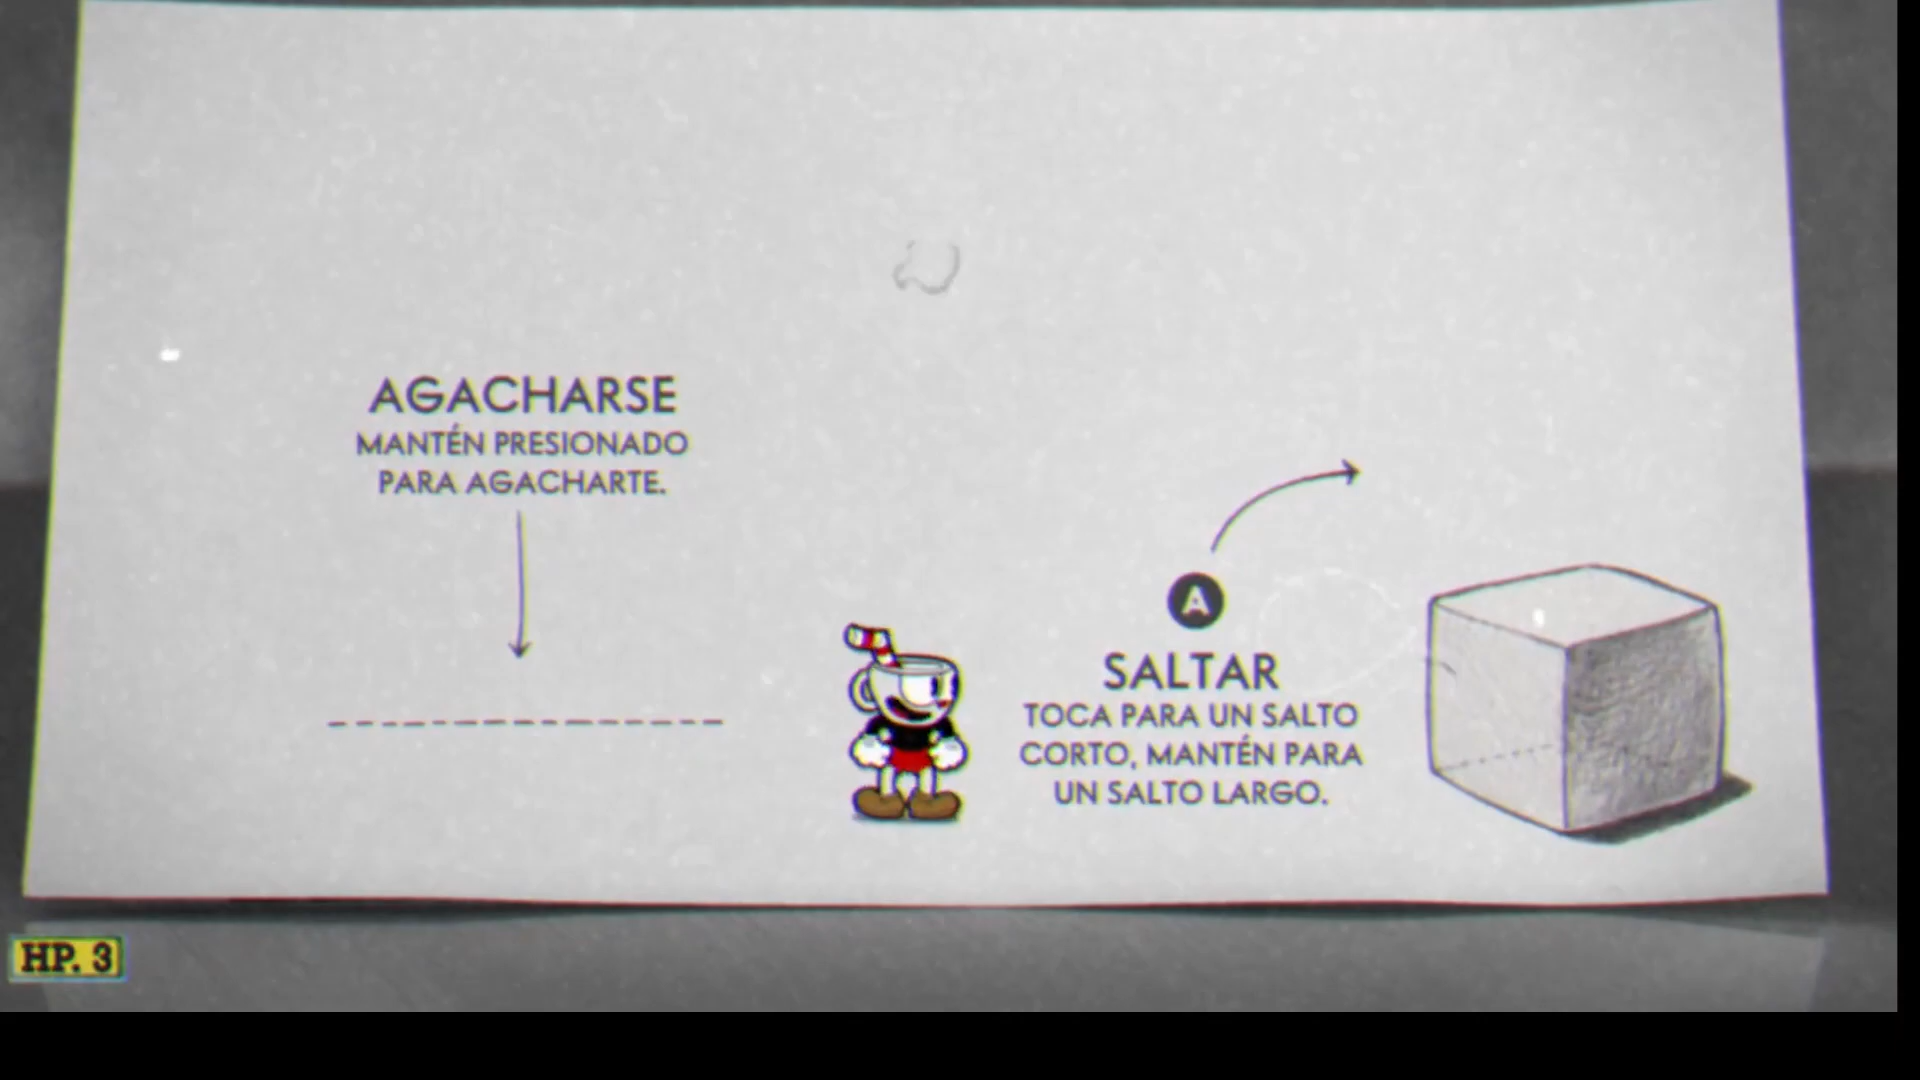 AGACHARSE
MANTÉN PRESIONADO
PARA AGACHARTE.
A
SALTAR
TOCA PARA UN SALTO
CORTO, MANTÉN PARA
UN SALTO LARGO.
HP. 3